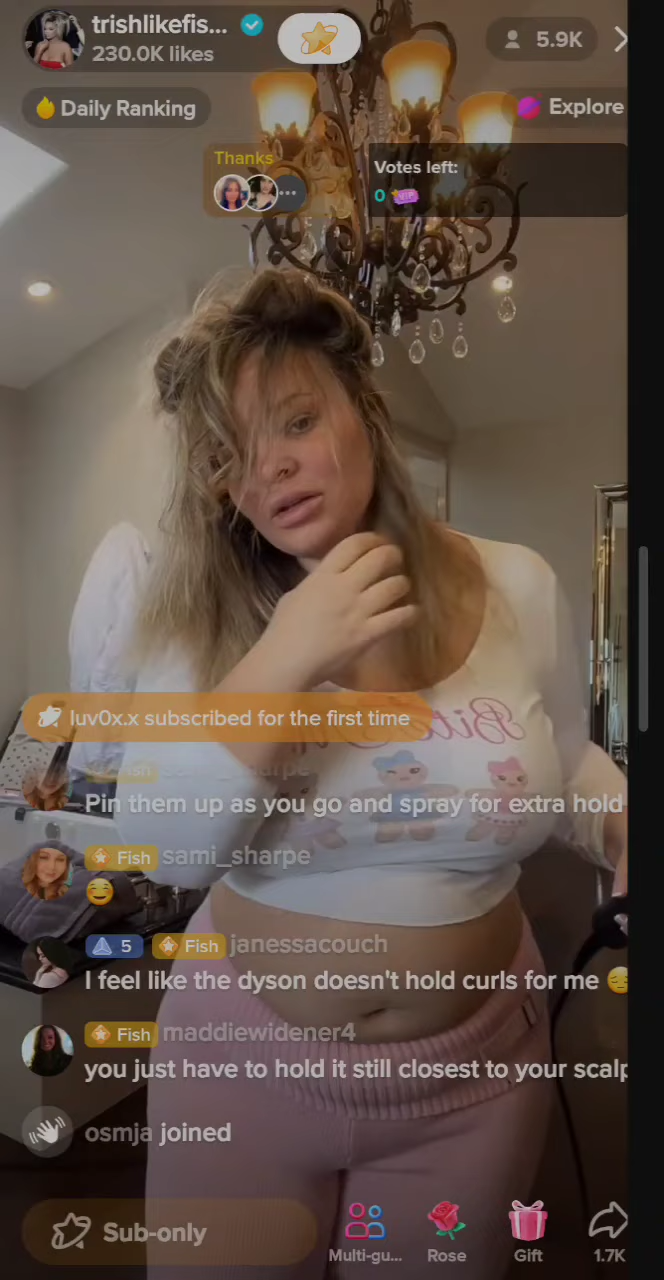 trishlikefis...
230.0K likes
5.9K
Daily Ranking
Explore
Thanks
Votes left:
0 VIP
luv0x.x subscribed for the first time
Pin them up as you go and spray for extra hold
Fish sami_sharpe
5 Fish janessacouch
I feel like the dyson doesn't hold curls for me
Fish maddiewidener4
you just have to hold it still closest to your scalp
osmja joined
Sub-only
Multi-gu...
Rose
Gift
1.7K